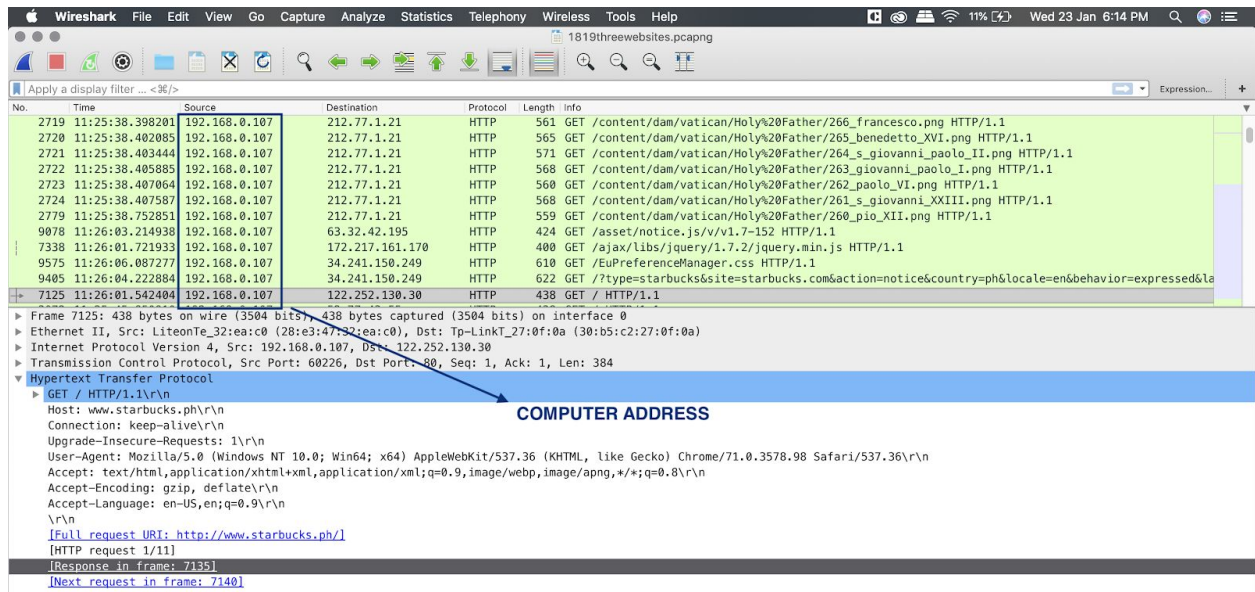 Wireshark File Edit View Go Capture Analyze Statistics Telephony Wireless Tools Help 11% Wed 23 Jan 6:14 PM
1819threewebsites.pcapng
Apply a display filter ... <⌘/> Expression... +
No. Time Source Destination Protocol Length Info
2719 11:25:38.398201 192.168.0.107 212.77.1.21 HTTP 561 GET /content/dam/vatican/Holy%20Father/266_francesco.png HTTP/1.1
2720 11:25:38.402085 192.168.0.107 212.77.1.21 HTTP 565 GET /content/dam/vatican/Holy%20Father/265_benedetto_XVI.png HTTP/1.1
2721 11:25:38.403444 192.168.0.107 212.77.1.21 HTTP 571 GET /content/dam/vatican/Holy%20Father/264_s_giovanni_paolo_II.png HTTP/1.1
2722 11:25:38.405885 192.168.0.107 212.77.1.21 HTTP 568 GET /content/dam/vatican/Holy%20Father/263_giovanni_paolo_I.png HTTP/1.1
2723 11:25:38.407064 192.168.0.107 212.77.1.21 HTTP 560 GET /content/dam/vatican/Holy%20Father/262_paolo_VI.png HTTP/1.1
2724 11:25:38.407587 192.168.0.107 212.77.1.21 HTTP 568 GET /content/dam/vatican/Holy%20Father/261_s_giovanni_XXIII.png HTTP/1.1
2779 11:25:38.752851 192.168.0.107 212.77.1.21 HTTP 559 GET /content/dam/vatican/Holy%20Father/260_pio_XII.png HTTP/1.1
9078 11:26:03.214938 192.168.0.107 63.32.42.195 HTTP 424 GET /asset/notice.js/v/v1.7-152 HTTP/1.1
7338 11:26:01.721933 192.168.0.107 172.217.161.170 HTTP 400 GET /ajax/libs/jquery/1.7.2/jquery.min.js HTTP/1.1
9575 11:26:06.087277 192.168.0.107 34.241.150.249 HTTP 610 GET /EuPreferenceManager.css HTTP/1.1
9405 11:26:04.222884 192.168.0.107 34.241.150.249 HTTP 622 GET /?type=starbucks&site=starbucks.com&action=notice&country=ph&locale=en&behavior=expressed&la
7125 11:26:01.542404 192.168.0.107 122.252.130.30 HTTP 438 GET / HTTP/1.1
Frame 7125: 438 bytes on wire (3504 bits), 438 bytes captured (3504 bits) on interface 0
Ethernet II, Src: LiteonTe_32:ea:c0 (28:e3:47:32:ea:c0), Dst: Tp-LinkT_27:0f:0a (30:b5:c2:27:0f:0a)
Internet Protocol Version 4, Src: 192.168.0.107, Dst: 122.252.130.30
Transmission Control Protocol, Src Port: 60226, Dst Port: 80, Seq: 1, Ack: 1, Len: 384
Hypertext Transfer Protocol
GET / HTTP/1.1\r\n
COMPUTER ADDRESS
Host: www.starbucks.ph\r\n
Connection: keep-alive\r\n
Upgrade-Insecure-Requests: 1\r\n
User-Agent: Mozilla/5.0 (Windows NT 10.0; Win64; x64) AppleWebKit/537.36 (KHTML, like Gecko) Chrome/71.0.3578.98 Safari/537.36\r\n
Accept: text/html,application/xhtml+xml,application/xml;q=0.9,image/webp,image/apng,*/*;q=0.8\r\n
Accept-Encoding: gzip, deflate\r\n
Accept-Language: en-US,en;q=0.9\r\n
\r\n
[Full request URI: http://www.starbucks.ph/]
[HTTP request 1/11]
[Response in frame: 7135]
[Next request in frame: 7140]